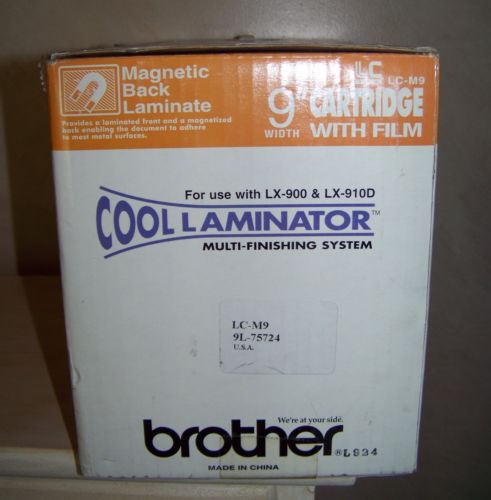 Magnetic
Back
Laminate
Provides a laminated front and a magnetized
back enabling the document to adhere
to most metal surfaces.
LC
LC-M9
9" CARTRIDGE
WIDTH
WITH FILM
For use with LX-900 & LX-910D
COOL LAMINATOR™
MULTI-FINISHING SYSTEM
LC-M9
9L-75724
U.S.A.
We're at your side.
brother
® L934
MADE IN CHINA